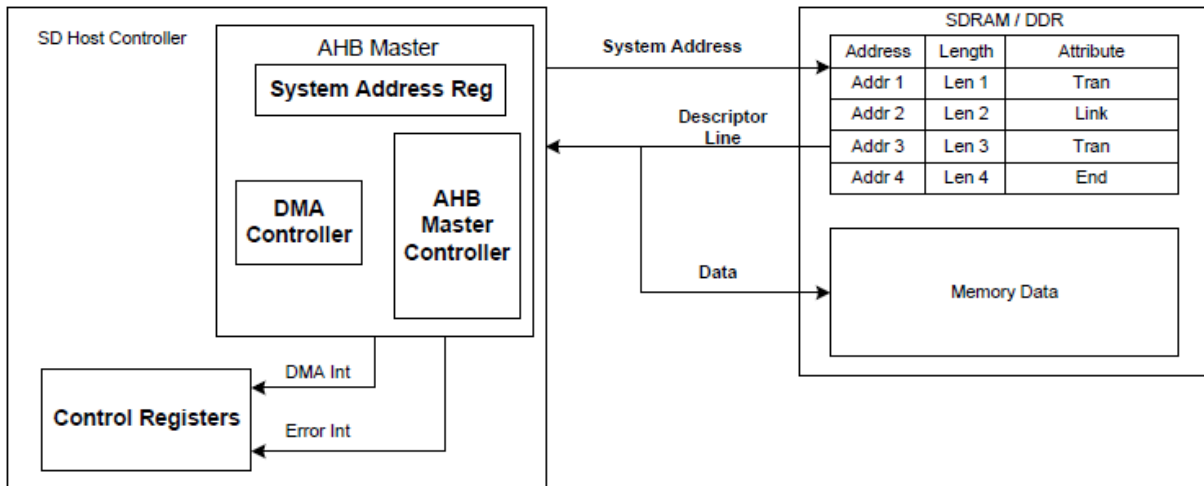 SD Host Controller
AHB Master
System Address Reg
DMA
Controller
AHB
Master
Controller
DMA Int
Error Int
Control Registers
System Address
Descriptor
Line
Data
SDRAM / DDR
Address Length Attribute
Addr 1 Len 1 Tran
Addr 2 Len 2 Link
Addr 3 Len 3 Tran
Addr 4 Len 4 End
Memory Data